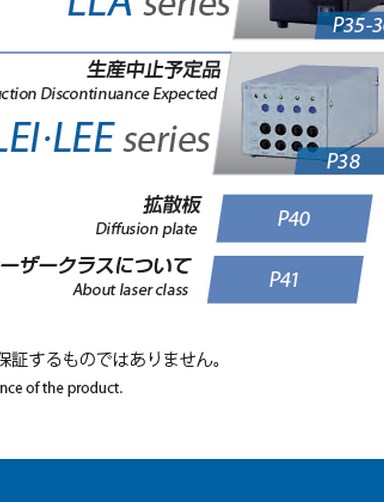 LEA series
P35-3
生産中止予定品
uction Discontinuance Expected
LEI·LEE series
P38
拡散板
Diffusion plate
P40
ーザークラスについて
About laser class
P41
保証するものではありません。
nce of the product.